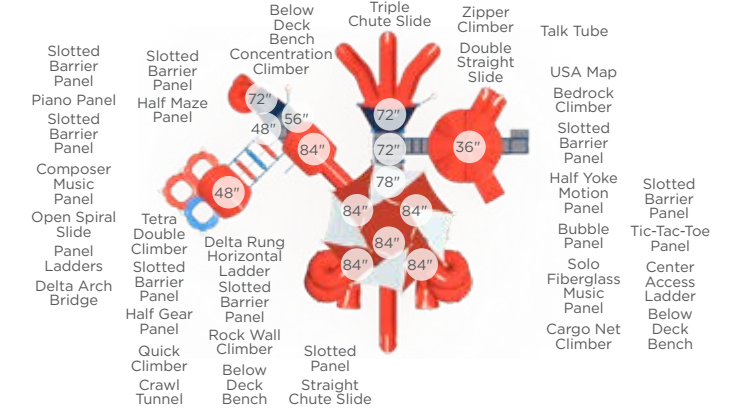 Slotted
Barrier
Panel
Piano Panel
Slotted
Barrier
Panel
Composer
Music
Panel
Open Spiral
Slide
Panel
Ladders
Delta Arch
Bridge
Slotted
Barrier
Panel
Half Maze
Panel
Tetra
Double
Climber
Slotted
Barrier
Panel
Half Gear
Panel
Quick
Climber
Crawl
Tunnel
Below
Deck
Bench
Concentration
Climber
Delta Rung
Horizontal
Ladder
Slotted
Barrier
Panel
Rock Wall
Climber
Below
Deck
Bench
Triple
Chute Slide
Slotted
Panel
Straight
Chute Slide
Zipper
Climber
Double
Straight
Slide
Talk Tube
USA Map
Bedrock
Climber
Slotted
Barrier
Panel
Half Yoke
Motion
Panel
Bubble
Panel
Solo
Fiberglass
Music
Panel
Cargo Net
Climber
Slotted
Barrier
Panel
Tic-Tac-Toe
Panel
Center
Access
Ladder
Below
Deck
Bench
72"
48"
56"
84"
48"
72"
72"
36"
78"
84"
84"
84"
84"
84"